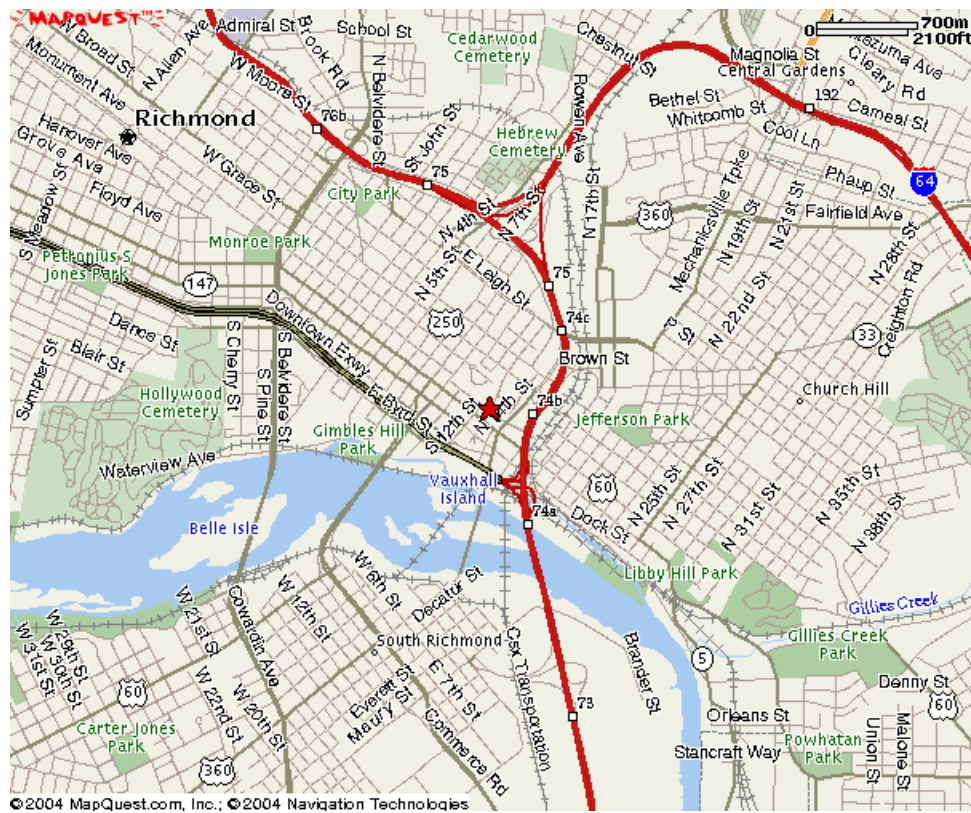 MAPQUEST
Admiral St
School St
Cedarwood
Cemetery
Chestnut St
0
700m
2100ft
W Broad St
N Allen Ave
Brook Rd
N Belvidere St
Rowen Ave
Magnolia St
Central Gardens
Cleary Rd
Monument Ave
W Moore St
Bethel St
192
Carneal St
Whitcomb St
Richmond
76b
St John St
Hebrew
Cemetery
Cool Ln
Hanover Ave
Grove Ave
W Grace St
75
Phaup St
64
Floyd Ave
City Park
N 14th St
Mechanicsville Tpke
N 19th St
N 21st St
360
Fairfield Ave
S Meadow St
N 4th St
N 7th St
Monroe Park
Petronius S
Jones Park
N 5th St
E Leigh St
N 28th St
147
75
Creighton Rd
Downtown Expy
250
74c
N 22nd St
33
Dance St
Blair St
S Cherry St
S Belvidere St
Brown St
Sumpter St
Hollywood
Cemetery
S Pine St
E Byrd St
Church Hill
74b
S 12th St
Gimbles Hill
Park
Jefferson Park
Waterview Ave
Vauxhall
Island
60
N 25th St
N 27th St
N 31st St
N 35th St
N 38th St
Belle Isle
74a
Dock St
Libby Hill Park
W 6th St
Decatur St
W 12th St
Cowardin Ave
W 21st St
Gillies Creek
W 29th St
W 30th St
W 31st St
South Richmond
Csx Transportation
Brander St
Gillies Creek
Park
5
60
W 22nd St
W 20th St
Everett St
Maury St
E 7th St
Denny St
60
73
Carter Jones
Park
Commerce Rd
Orleans St
Union St
Malone St
Stancraft Way
Powhatan
Park
360
©2004 MapQuest.com, Inc.; ©2004 Navigation Technologies